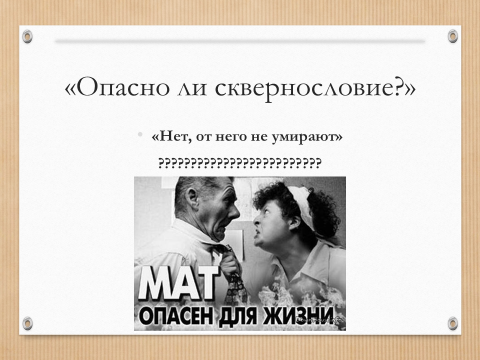 «Опасно ли сквернословие?»
«Нет, от него не умирают»
?????????????????????????
МАТ
ОПАСЕН ДЛЯ ЖИЗНИ